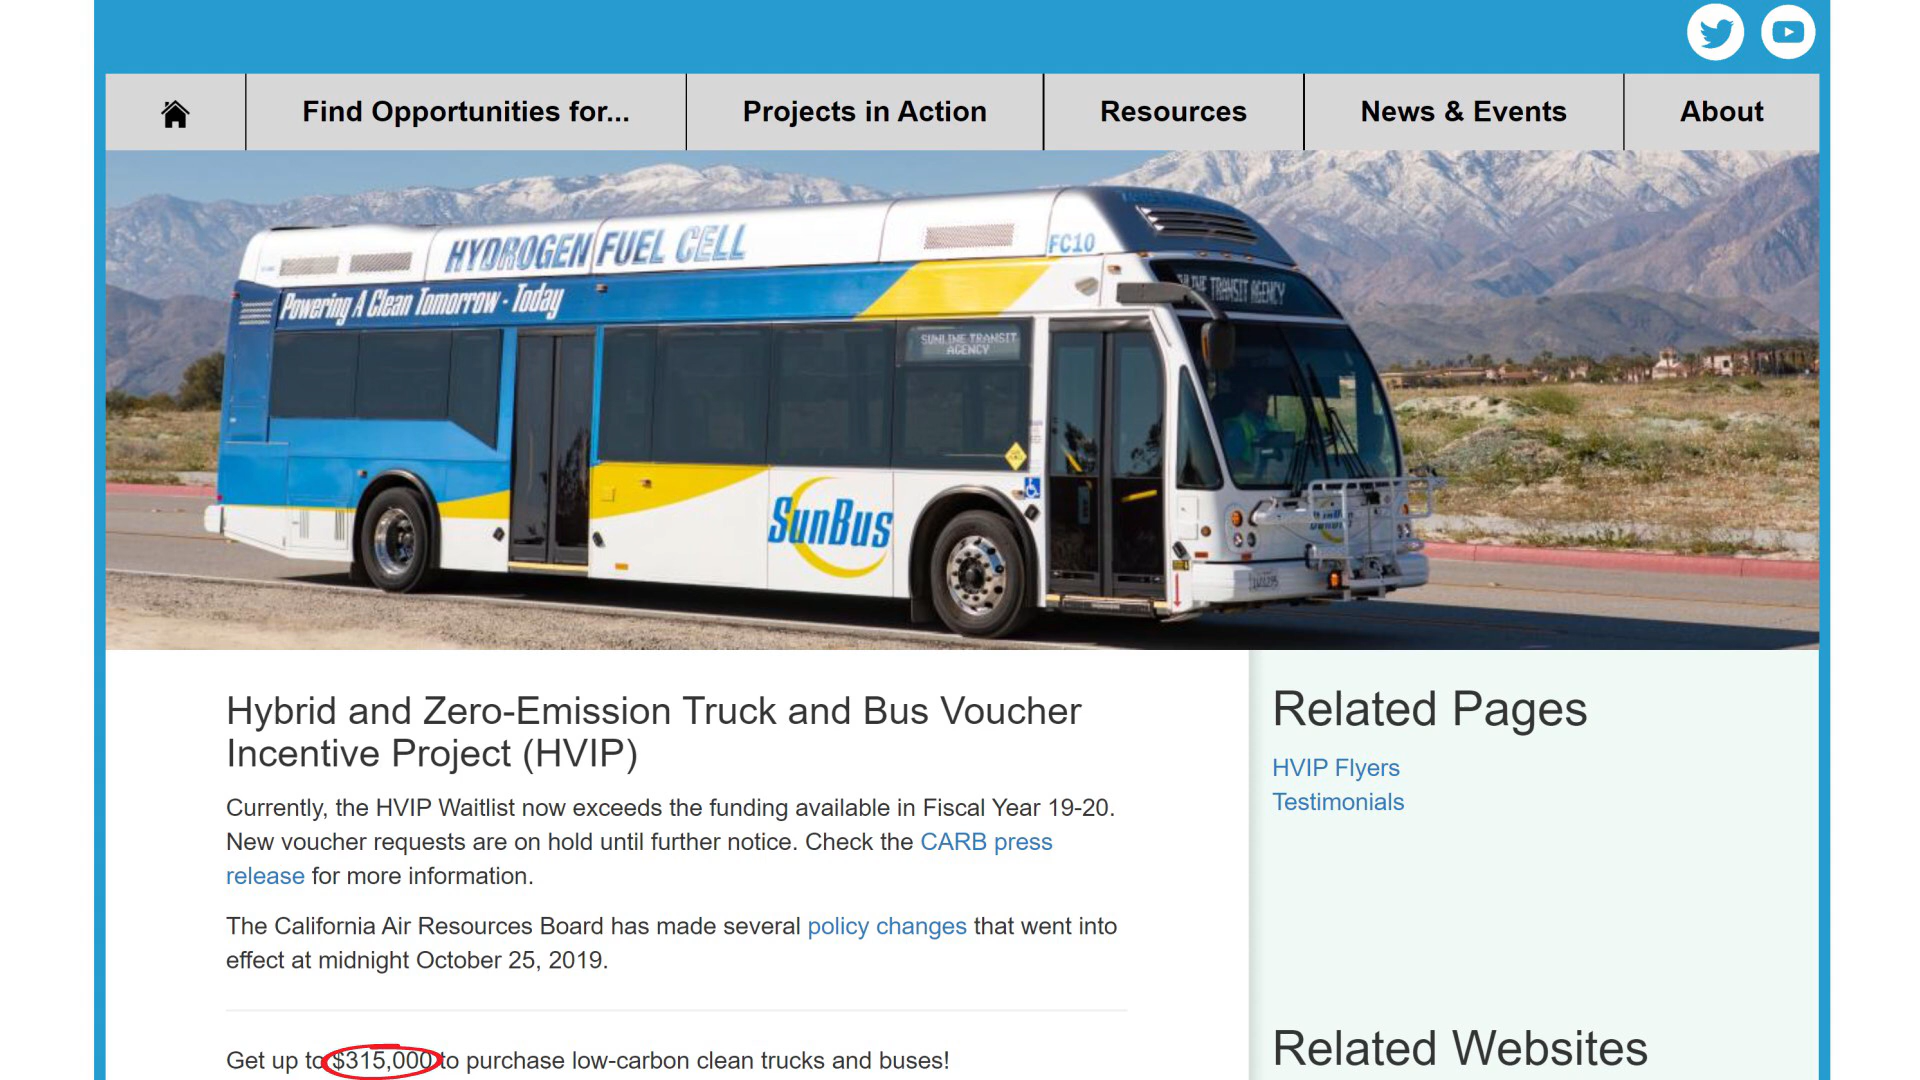 Find Opportunities for...
Projects in Action
Resources
News & Events
About
HYDROGEN FUEL CELL
FC10
Powering A Clean Tomorrow - Today
TRANSIT AGENCY
SUNLINE TRANSIT
AGENCY
SunBus
Hybrid and Zero-Emission Truck and Bus Voucher
Incentive Project (HVIP)
Currently, the HVIP Waitlist now exceeds the funding available in Fiscal Year 19-20.
New voucher requests are on hold until further notice. Check the CARB press
release for more information.
The California Air Resources Board has made several policy changes that went into
effect at midnight October 25, 2019.
Get up to $315,000 to purchase low-carbon clean trucks and buses!
Related Pages
HVIP Flyers
Testimonials
Related Websites